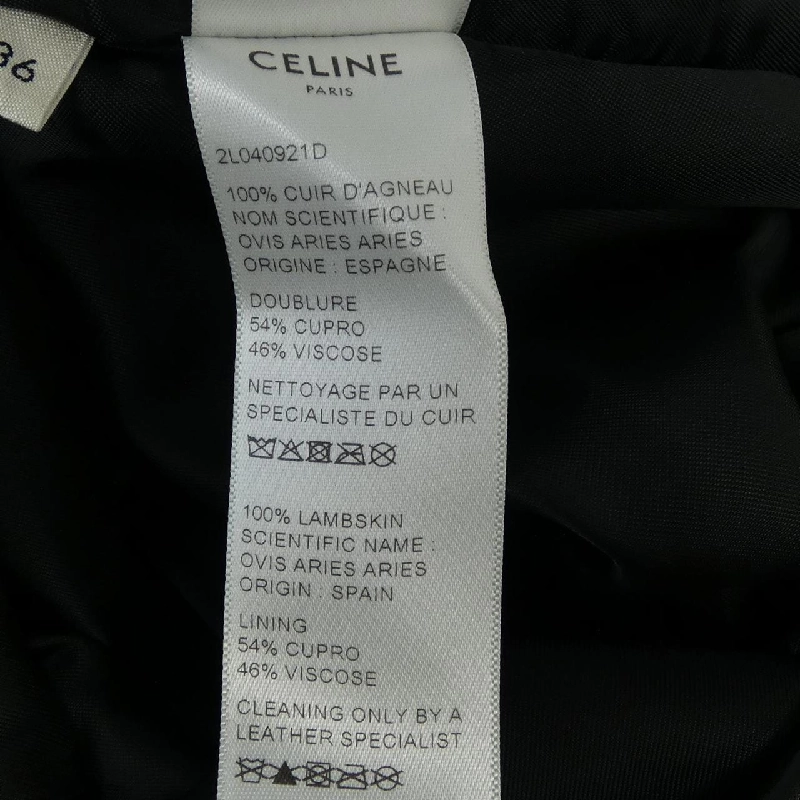 36
CELINE
PARIS
2L040921D
100% CUIR D'AGNEAU
NOM SCIENTIFIQUE :
OVIS ARIES ARIES
ORIGINE : ESPAGNE
DOUBLURE
54% CUPRO
46% VISCOSE
NETTOYAGE PAR UN
SPECIALISTE DU CUIR
100% LAMBSKIN
SCIENTIFIC NAME :
OVIS ARIES ARIES
ORIGIN : SPAIN
LINING
54% CUPRO
46% VISCOSE
CLEANING ONLY BY A
LEATHER SPECIALIST